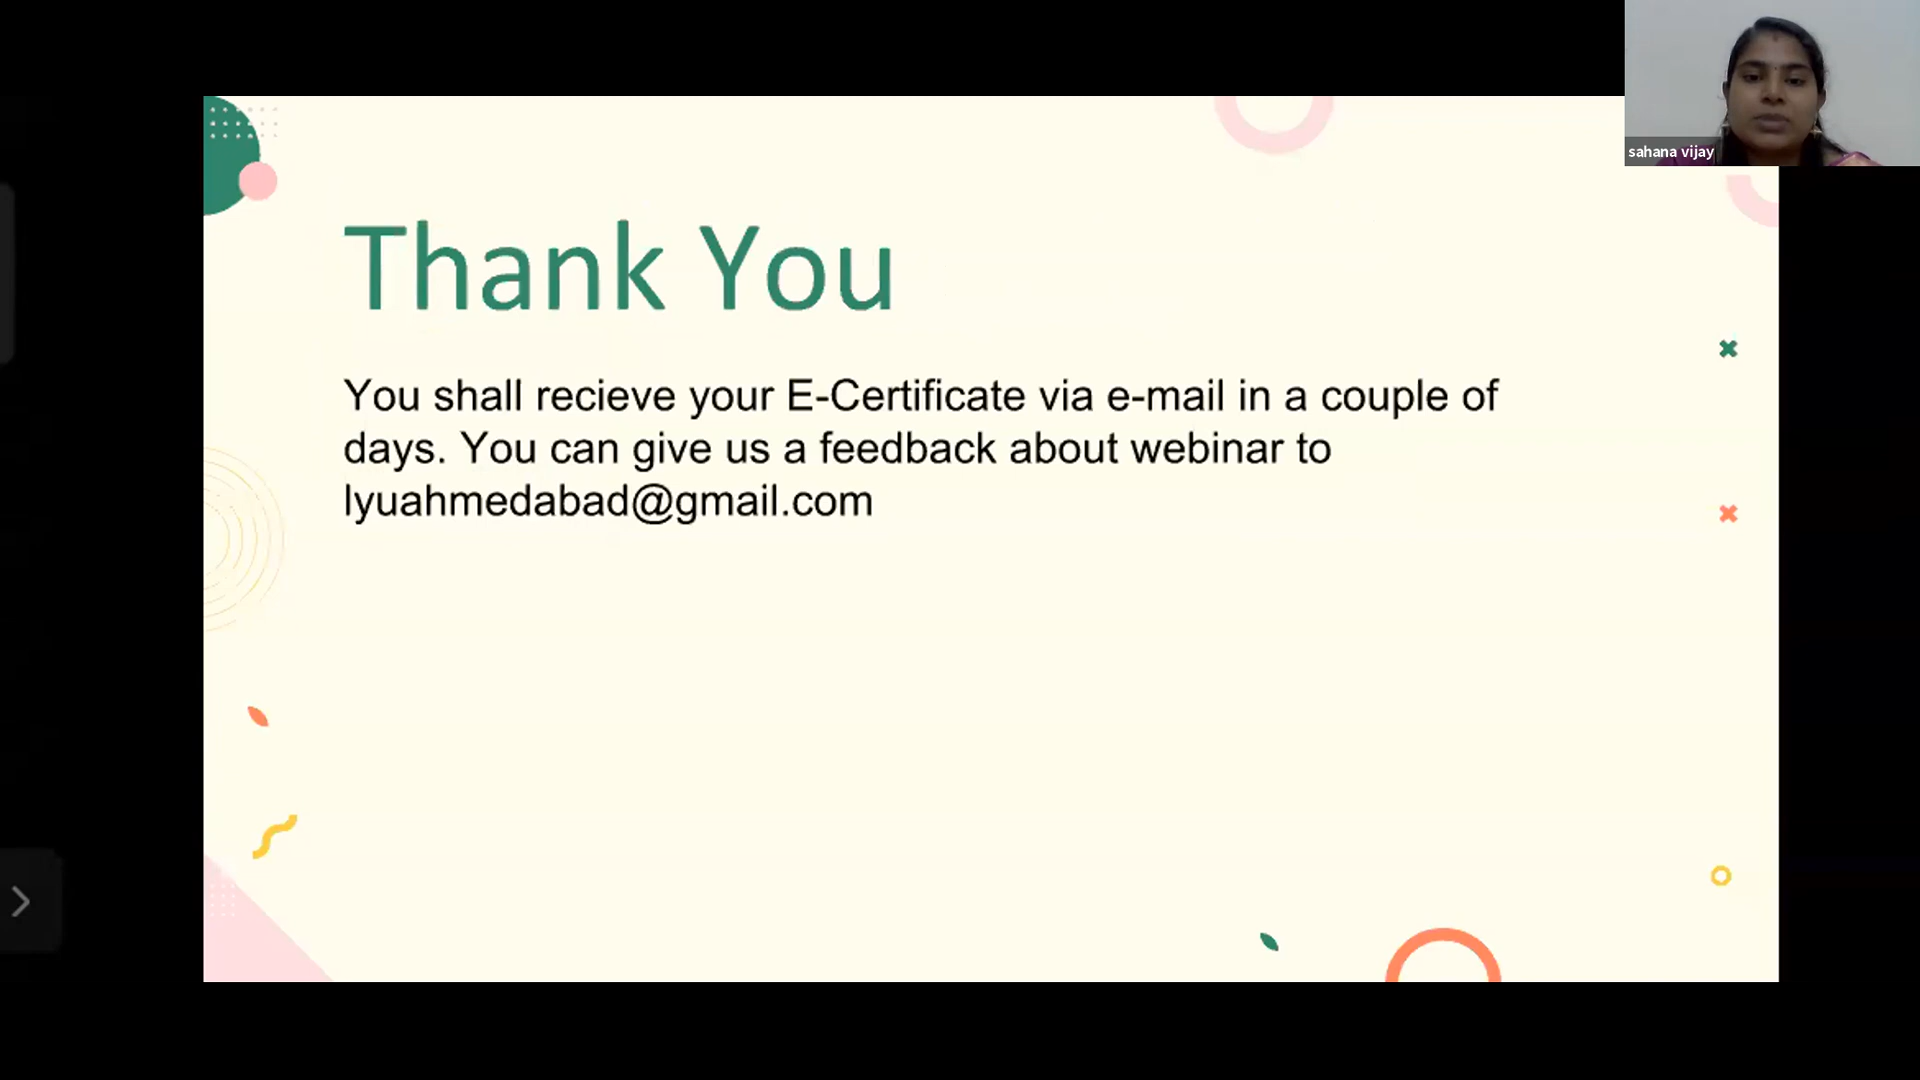 sahana vijay
Thank You
You shall recieve your E-Certificate via e-mail in a couple of
days. You can give us a feedback about webinar to
lyuahmedabad@gmail.com